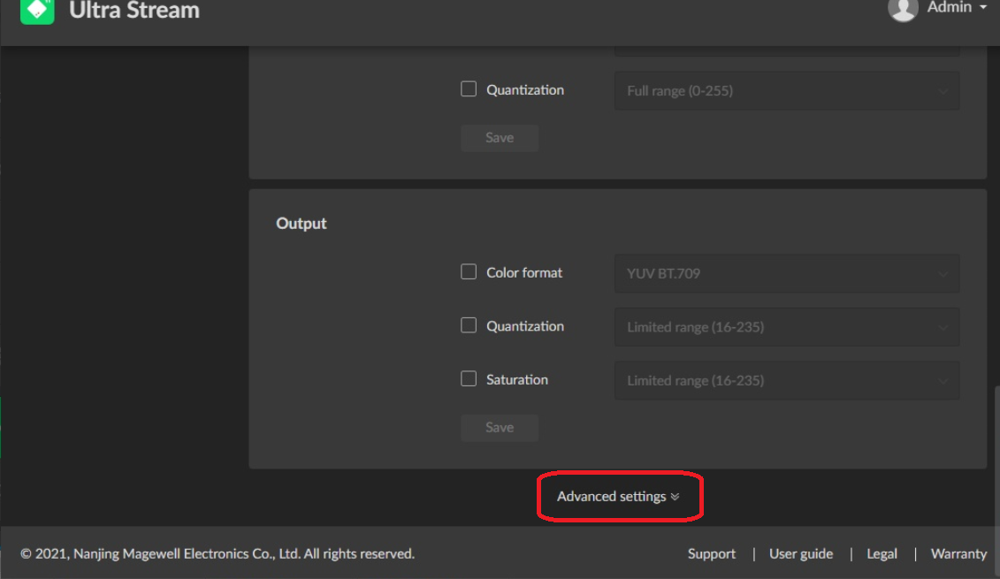 Ultra Stream
Admin
Quantization Full range (0-255)
Save
Output
Color format YUV BT.709
Quantization Limited range (16-235)
Saturation Limited range (16-235)
Save
Advanced settings
© 2021, Nanjing Magewell Electronics Co., Ltd. All rights reserved. Support | User guide | Legal | Warranty